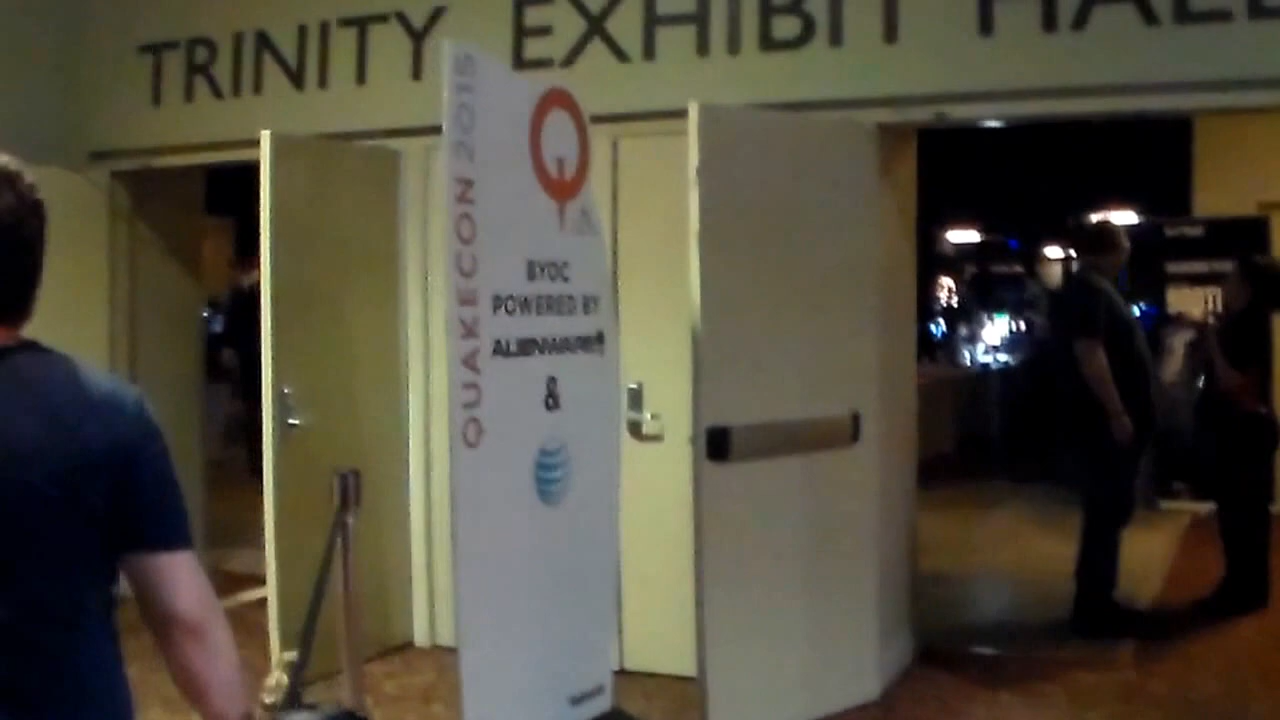 TRINITY EXHIBIT HALL
QUAKECON 2015
BYOC
POWERED BY
ALIENWARE
&